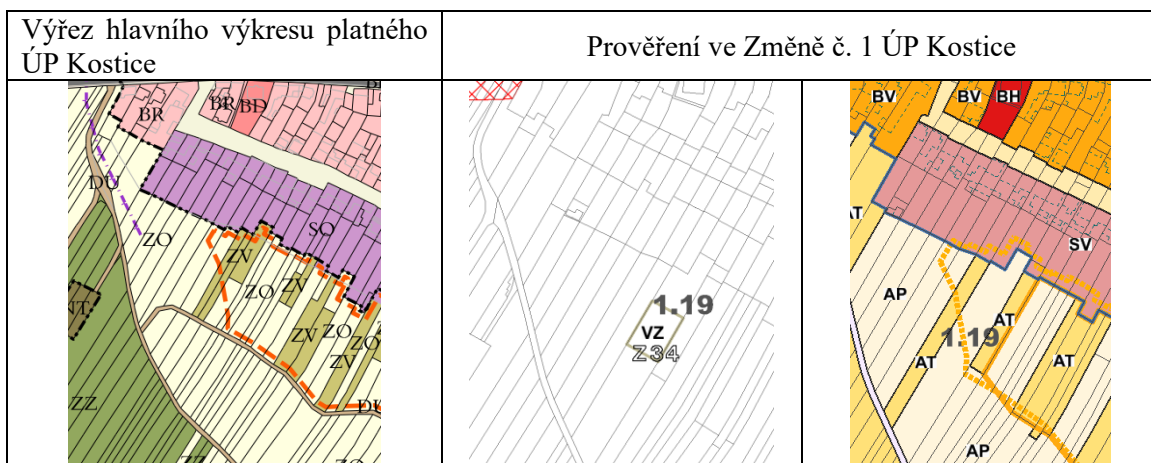 Výřez hlavního výkresu platného
ÚP Kostice
Prověření ve Změně č. 1 ÚP Kostice
BR
BR
BD
DU
ZO
SO
ZV
ZV
ZO
NT
ZV
ZO
ZO
ZV
DU
ZZ
ZZ
ZO
1.19
VZ
Z34
BV
BV
BH
AT
SV
AP
AT
1.19
AT
AT
AP